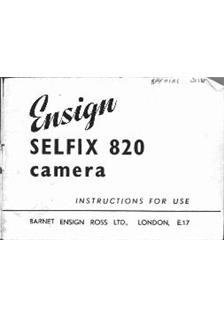 Ensign
SELFIX 820
camera
INSTRUCTIONS FOR USE
BARNET ENSIGN ROSS LTD., LONDON, E.17